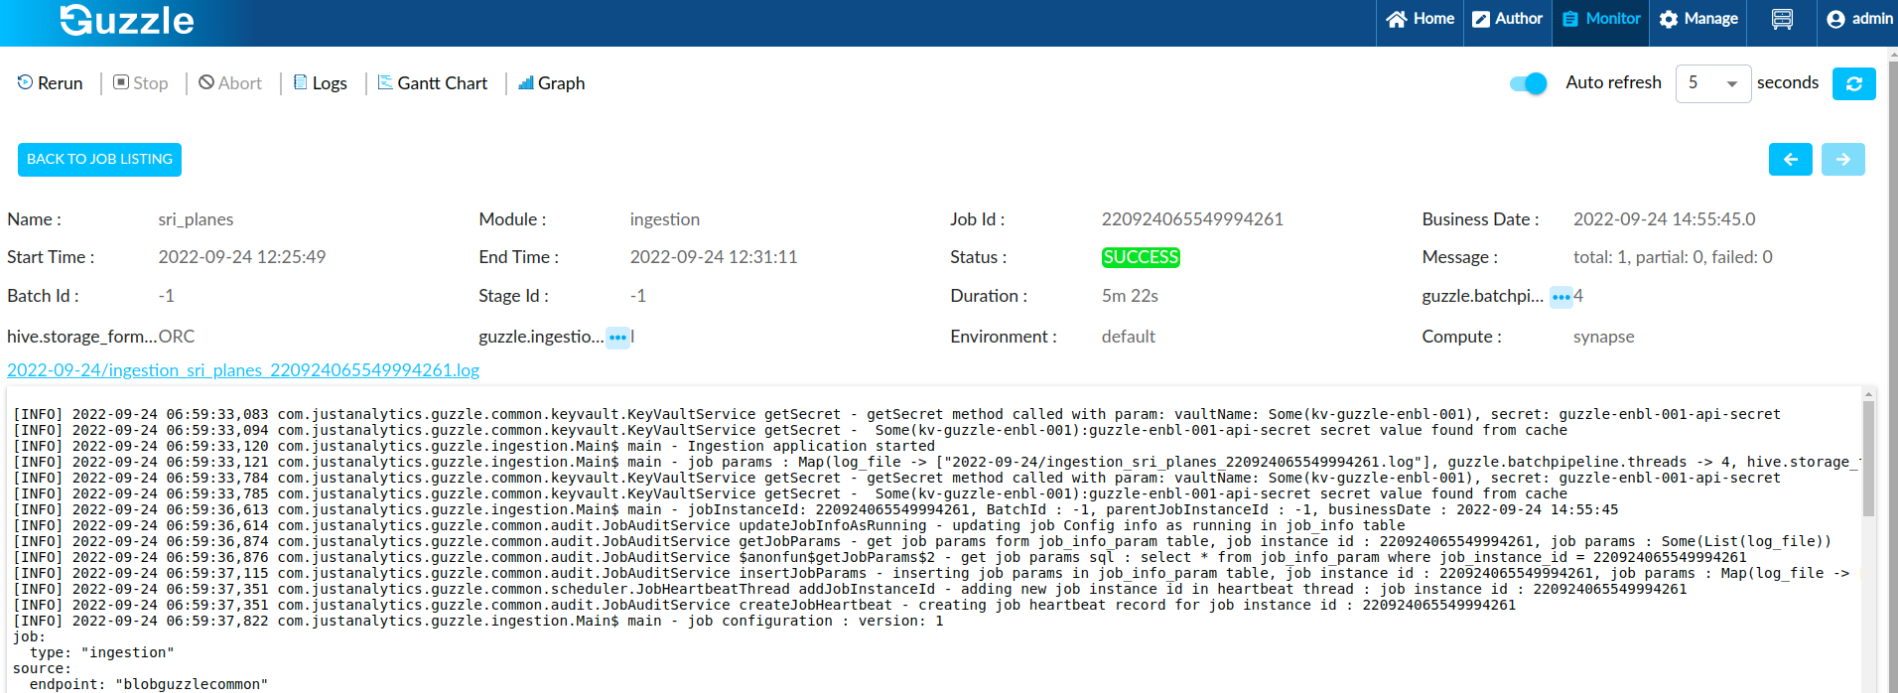 Guzzle Home Author Monitor Manage admin
Rerun Stop Abort Logs Gantt Chart Graph Auto refresh 5 seconds
BACK TO JOB LISTING
Name : sri_planes Module : ingestion Job Id : 220924065549994261 Business Date : 2022-09-24 14:55:45.0
Start Time : 2022-09-24 12:25:49 End Time : 2022-09-24 12:31:11 Status : SUCCESS Message : total: 1, partial: 0, failed: 0
Batch Id : -1 Stage Id : -1 Duration : 5m 22s guzzle.batchpi... ••• 4
hive.storage_form... ORC guzzle.ingestio... ••• l Environment : default Compute : synapse
2022-09-24/ingestion_sri_planes_220924065549994261.log
[INFO] 2022-09-24 06:59:33,083 com.justanalytics.guzzle.common.keyvault.KeyVaultService getSecret - getSecret method called with param: vaultName: Some(kv-guzzle-enbl-001), secret: guzzle-enbl-001-api-secret
[INFO] 2022-09-24 06:59:33,094 com.justanalytics.guzzle.common.keyvault.KeyVaultService getSecret -  Some(kv-guzzle-enbl-001):guzzle-enbl-001-api-secret secret value found from cache
[INFO] 2022-09-24 06:59:33,120 com.justanalytics.guzzle.ingestion.Main$ main - Ingestion application started
[INFO] 2022-09-24 06:59:33,121 com.justanalytics.guzzle.ingestion.Main$ main - job params : Map(log_file -> ["2022-09-24/ingestion_sri_planes_220924065549994261.log"], guzzle.batchpipeline.threads -> 4, hive.storage_
[INFO] 2022-09-24 06:59:33,784 com.justanalytics.guzzle.common.keyvault.KeyVaultService getSecret - getSecret method called with param: vaultName: Some(kv-guzzle-enbl-001), secret: guzzle-enbl-001-api-secret
[INFO] 2022-09-24 06:59:33,785 com.justanalytics.guzzle.common.keyvault.KeyVaultService getSecret -  Some(kv-guzzle-enbl-001):guzzle-enbl-001-api-secret secret value found from cache
[INFO] 2022-09-24 06:59:36,613 com.justanalytics.guzzle.ingestion.Main$ main - jobInstanceId: 220924065549994261, BatchId : -1, parentJobInstanceId : -1, businessDate : 2022-09-24 14:55:45
[INFO] 2022-09-24 06:59:36,614 com.justanalytics.guzzle.common.audit.JobAuditService updateJobInfoAsRunning - updating job Config info as running in job_info table
[INFO] 2022-09-24 06:59:36,874 com.justanalytics.guzzle.common.audit.JobAuditService getJobParams - get job params form job_info_param table, job instance id : 220924065549994261, job params : Some(List(log_file))
[INFO] 2022-09-24 06:59:36,876 com.justanalytics.guzzle.common.audit.JobAuditService $anonfun$getJobParams$2 - get job params sql : select * from job_info_param where job_instance_id = 220924065549994261
[INFO] 2022-09-24 06:59:37,115 com.justanalytics.guzzle.common.audit.JobAuditService insertJobParams - inserting job params in job_info_param table, job instance id : 220924065549994261, job params : Map(log_file ->
[INFO] 2022-09-24 06:59:37,351 com.justanalytics.guzzle.common.scheduler.JobHeartbeatThread addJobInstanceId - adding new job instance id in heartbeat thread : job instance id : 220924065549994261
[INFO] 2022-09-24 06:59:37,351 com.justanalytics.guzzle.common.audit.JobAuditService createJobHeartbeat - creating job heartbeat record for job instance id : 220924065549994261
[INFO] 2022-09-24 06:59:37,822 com.justanalytics.guzzle.ingestion.Main$ main - job configuration : version: 1
job:
  type: "ingestion"
source:
  endpoint: "blobguzzlecommon"